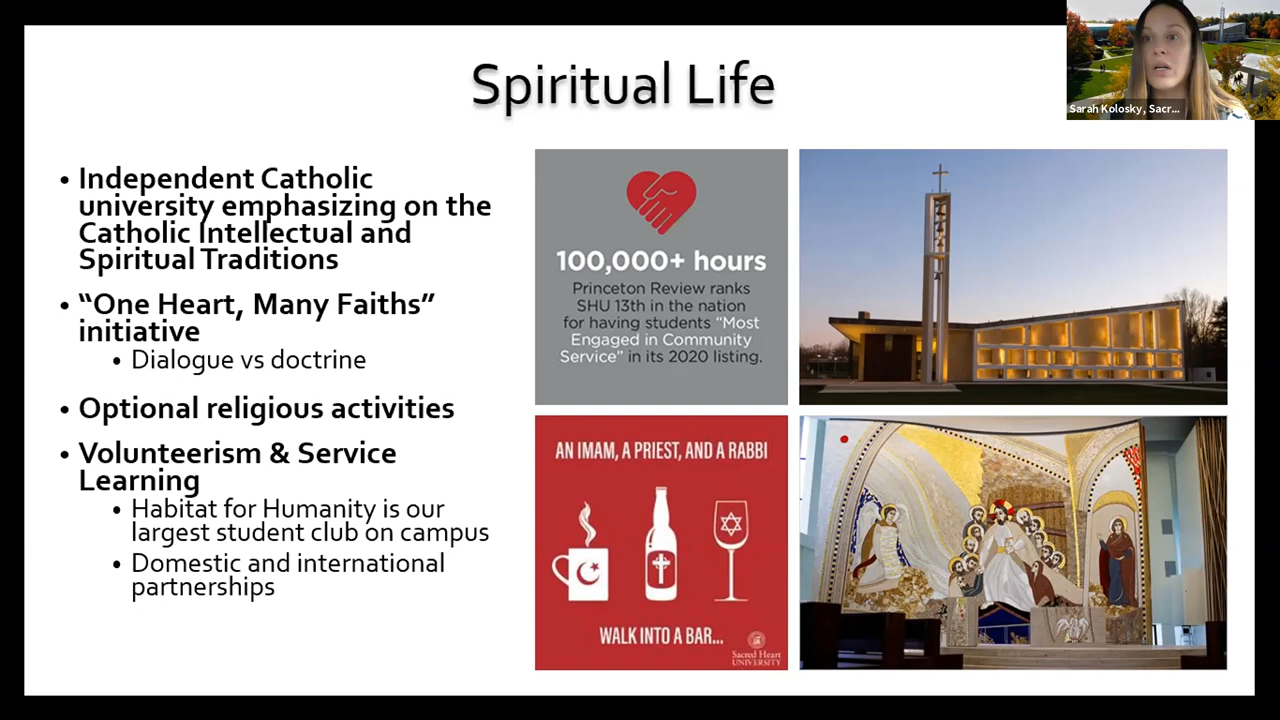 Spiritual Life
Sarah Kolosky, Sacr...
• Independent Catholic
university emphasizing on the
Catholic Intellectual and
Spiritual Traditions
• “One Heart, Many Faiths”
initiative
• Dialogue vs doctrine
• Optional religious activities
• Volunteerism & Service
Learning
• Habitat for Humanity is our
largest student club on campus
• Domestic and international
partnerships
100,000+ hours
Princeton Review ranks
SHU 13th in the nation
for having students “Most
Engaged in Community
Service” in its 2020 listing.
AN IMAM, A PRIEST, AND A RABBI
WALK INTO A BAR...
Sacred Heart
UNIVERSITY